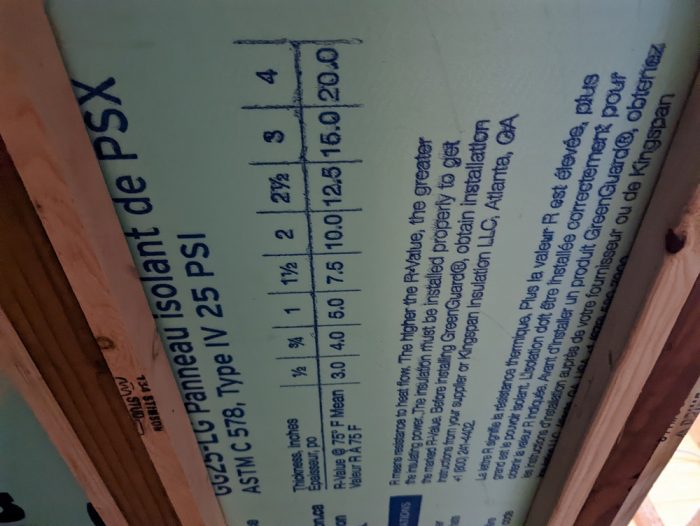 GG25-LG Panneau isolant de PSX
ASTM C 578, Type IV 25 PSI
Thickness, inches ½ ¾ 1 1½ 2 2½ 3 4
Épaisseur, po
R-Value @ 75° F Mean 3.0 4.0 5.0 7.5 10.0 12.5 15.0 20.0
Valeur R À 75 F
R means resistance to heat flow. The higher the R-Value, the greater
the insulating power. The insulation must be installed properly to get
the marked R-Value. Before installing GreenGuard®, obtain installation
instructions from your supplier or Kingspan Insulation LLC, Atlanta, GA
+1 (800) 241-4402
La lettre R signifie la résistance thermique. Plus la valeur R est élevée, plus
grand est le pouvoir isolant. L'isolation doit être installée correctement pour
obtenir la valeur R indiquée. Avant d'installer un produit GreenGuard®, obtenez
les instructions d'installation auprès de votre fournisseur ou de Kingspan